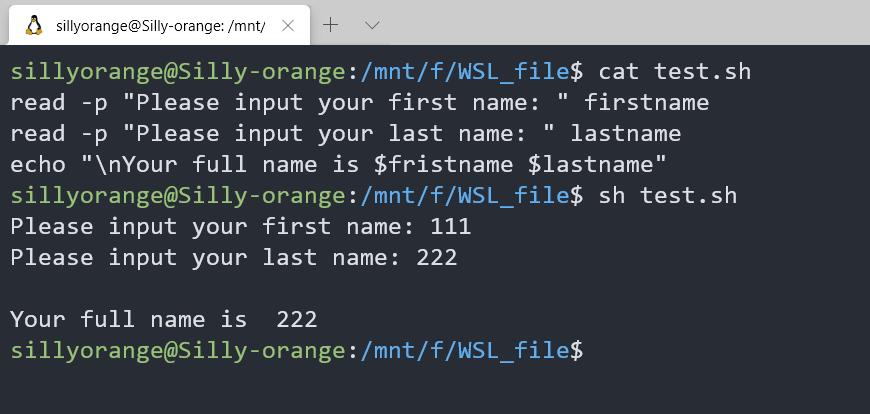 sillyorange@Silly-orange: /mnt/
sillyorange@Silly-orange:/mnt/f/WSL_file$ cat test.sh
read -p "Please input your first name: " firstname
read -p "Please input your last name: " lastname
echo "\nYour full name is $fristname $lastname"
sillyorange@Silly-orange:/mnt/f/WSL_file$ sh test.sh
Please input your first name: 111
Please input your last name: 222
Your full name is  222
sillyorange@Silly-orange:/mnt/f/WSL_file$